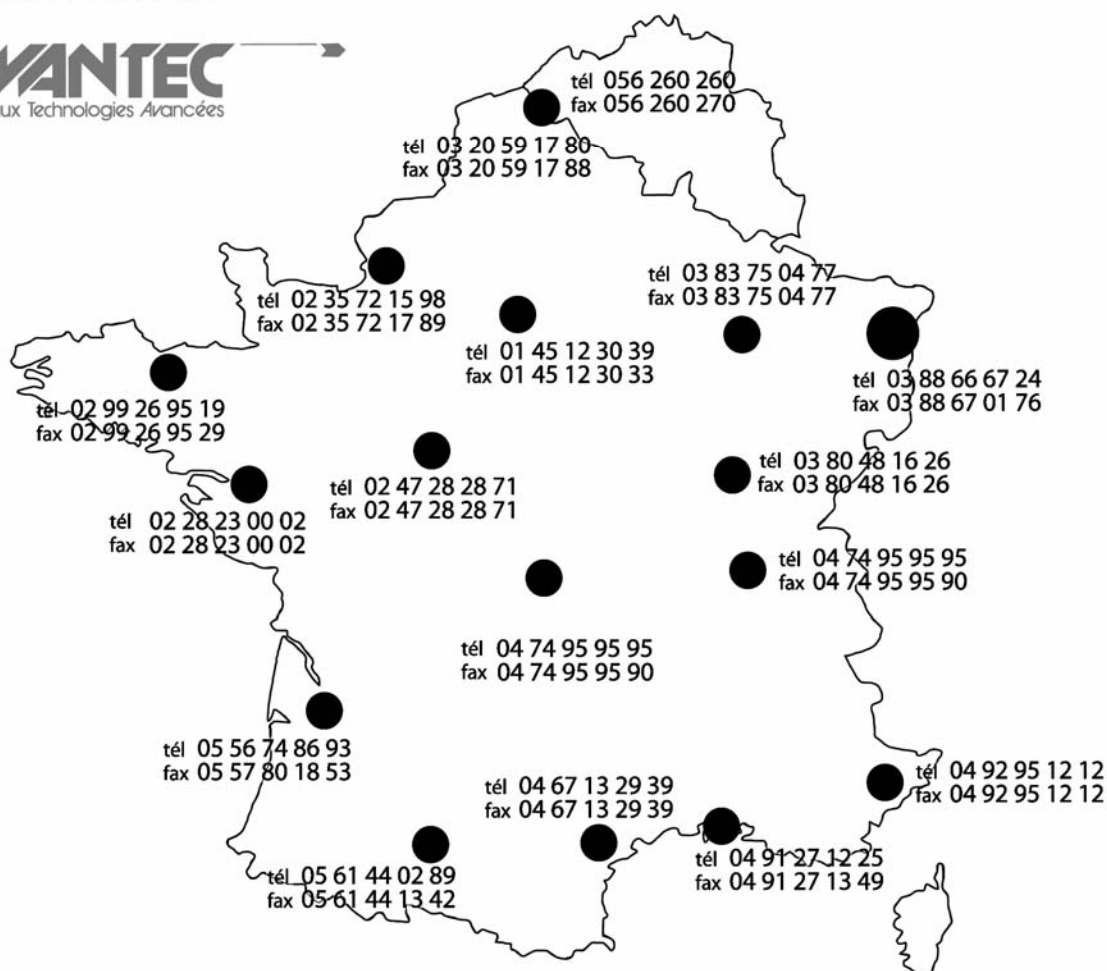 tél 056 260 260
fax 056 260 270
ux Technologies Avancées
tél 03 20 59 17 80
fax 03 20 59 17 88
tél 03 83 75 04 77
fax 03 83 75 04 77
tél 02 35 72 15 98
fax 02 35 72 17 89
tél 01 45 12 30 39
fax 01 45 12 30 33
tél 03 88 66 67 24
fax 03 88 67 01 76
tél 02 99 26 95 19
fax 02 99 26 95 29
tél 03 80 48 16 26
fax 03 80 48 16 26
tél 02 47 28 28 71
fax 02 47 28 28 71
tél 02 28 23 00 02
fax 02 28 23 00 02
tél 04 74 95 95 95
fax 04 74 95 95 90
tél 04 74 95 95 95
fax 04 74 95 95 90
tél 05 56 74 86 93
fax 05 57 80 18 53
tél 04 92 95 12 12
fax 04 92 95 12 12
tél 04 67 13 29 39
fax 04 67 13 29 39
tél 04 91 27 12 25
fax 04 91 27 13 49
tél 05 61 44 02 89
fax 05 61 44 13 42